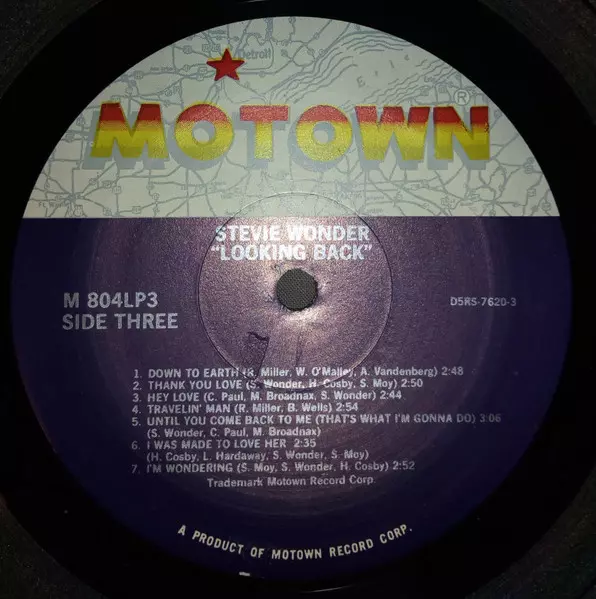 Detroit
Erie
MOTOWN®
STEVIE WONDER
"LOOKING BACK"
M 804LP3
SIDE THREE
D5RS-7620-3
1. DOWN TO EARTH (R. Miller, W. O'Malley, A. Vandenberg) 2:48
2. THANK YOU LOVE (S. Wonder, H. Cosby, S. Moy) 2:50
3. HEY LOVE (C. Paul, M. Broadnax, S. Wonder) 2:44
4. TRAVELIN' MAN (R. Miller, B. Wells) 2:54
5. UNTIL YOU COME BACK TO ME (THAT'S WHAT I'M GONNA DO) 3:06
(S. Wonder, C. Paul, M. Broadnax)
6. I WAS MADE TO LOVE HER 2:35
(H. Cosby, L. Hardaway, S. Wonder, S. Moy)
7. I'M WONDERING (S. Moy, S. Wonder, H. Cosby) 2:52
Trademark Motown Record Corp.
A PRODUCT OF MOTOWN RECORD CORP.